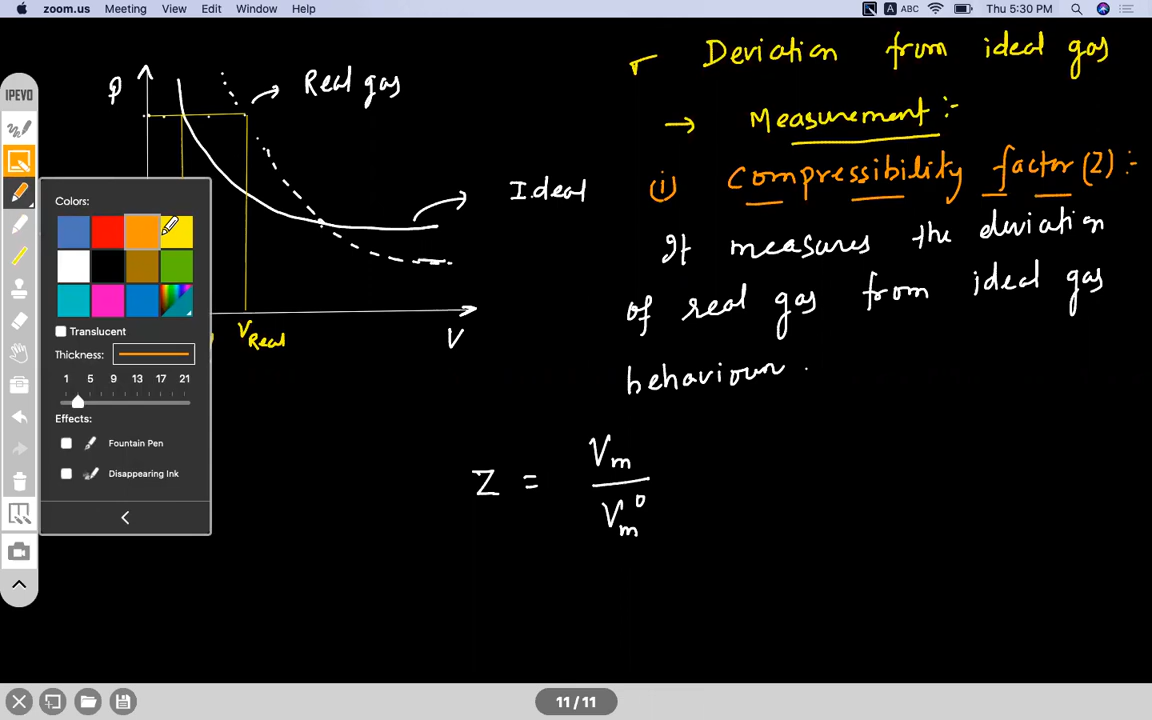 zoom.us Meeting View Edit Window Help
A ABC Thu 5:30 PM
IPEVO
P
Real gas
Ideal
V
V Real
Colors:
Translucent
Thickness:
1 5 9 13 17 21
Effects:
Fountain Pen
Disappearing Ink
Deviation from ideal gas
→ Measurement :-
(i) Compressibility factor (Z) :-
It measures the deviation
of real gas from ideal gas
behaviour.
Z = Vm / Vm°
11 / 11